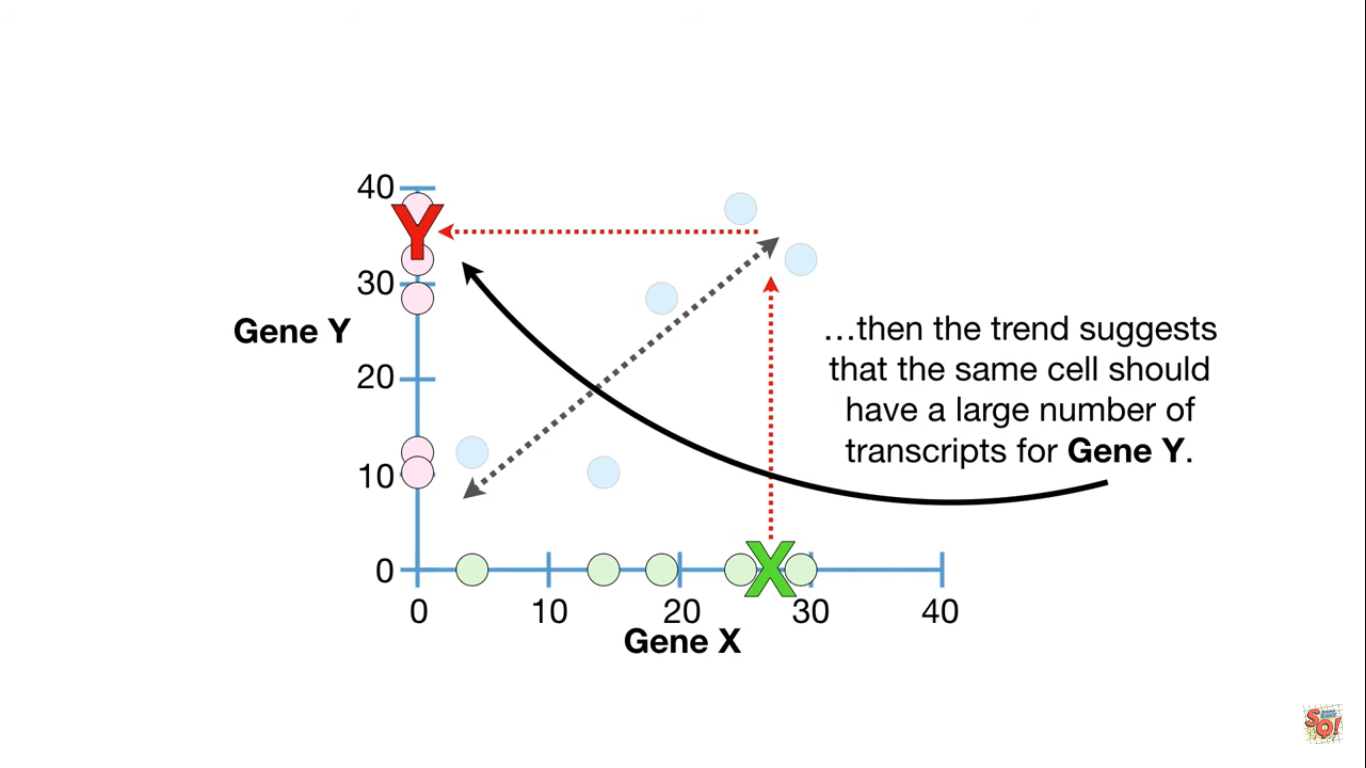 40
Y
30
Gene Y
…then the trend suggests
that the same cell should
have a large number of
transcripts for Gene Y.
20
10
0
X
0 10 20 30 40
Gene X
SQ!